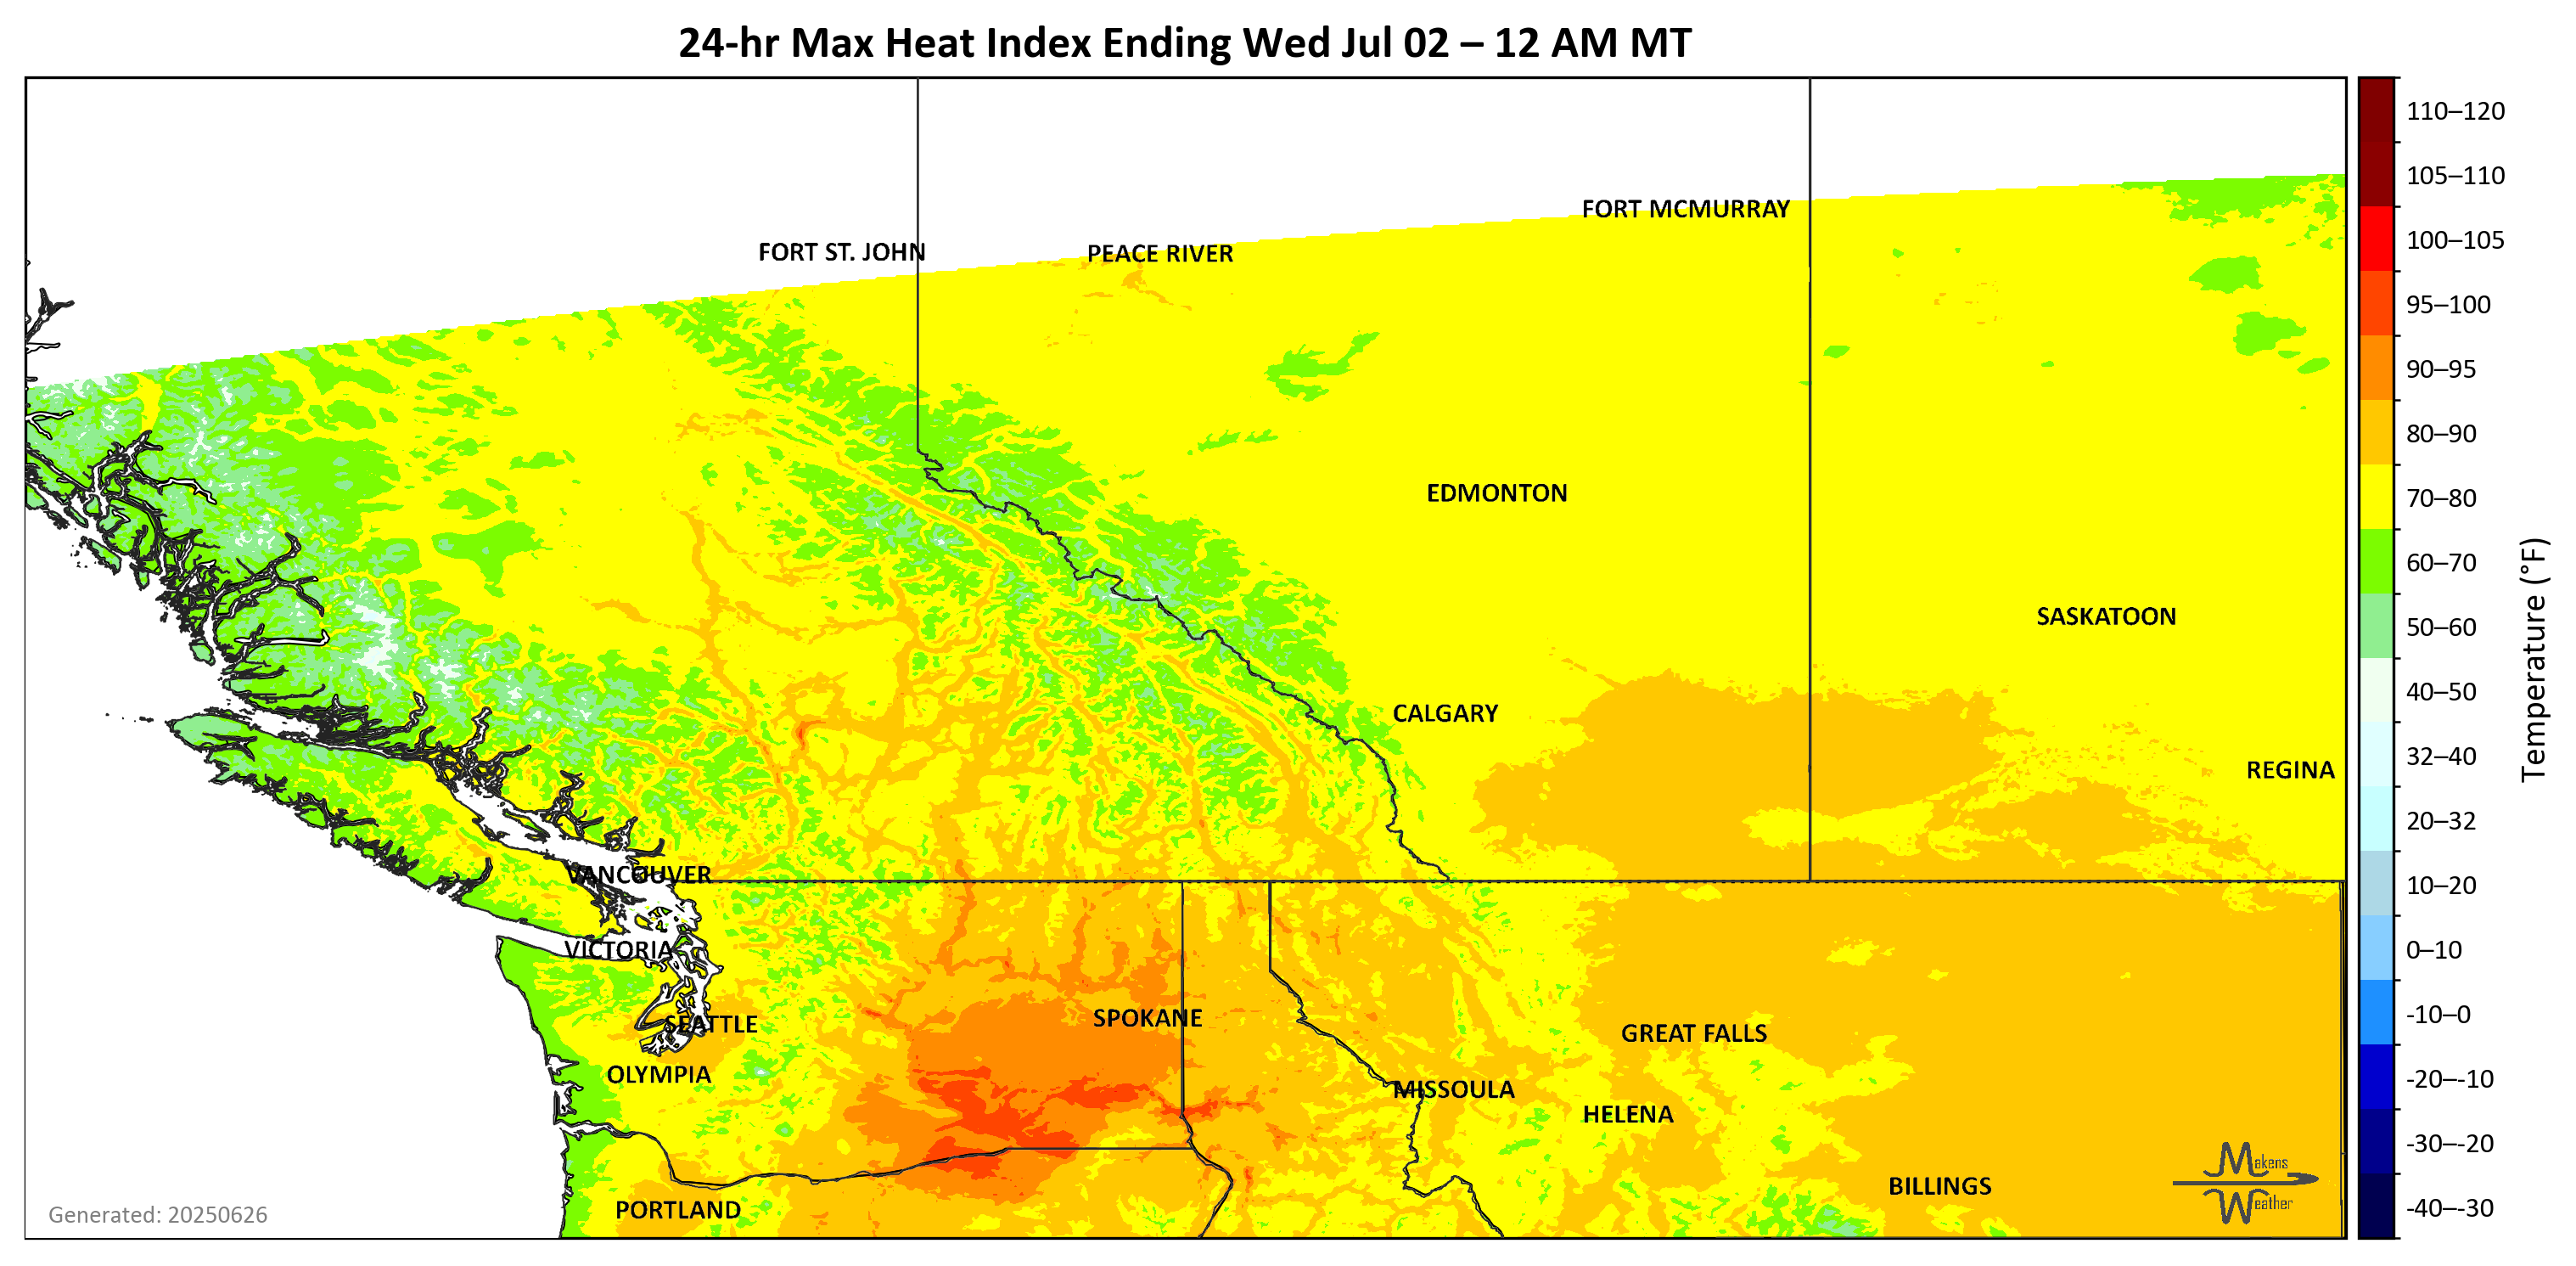 24-hr Max Heat Index Ending Wed Jul 02 – 12 AM MT
FORT MCMURRAY
FORT ST. JOHN
PEACE RIVER
EDMONTON
SASKATOON
CALGARY
REGINA
VANCOUVER
VICTORIA
SEATTLE
SPOKANE
GREAT FALLS
OLYMPIA
MISSOULA
HELENA
BILLINGS
PORTLAND
Makens
Weather
Generated: 20250626
110–120
105–110
100–105
95–100
90–95
80–90
70–80
60–70
50–60
40–50
32–40
20–32
10–20
0–10
-10–0
-20–-10
-30–-20
-40–-30
Temperature (°F)